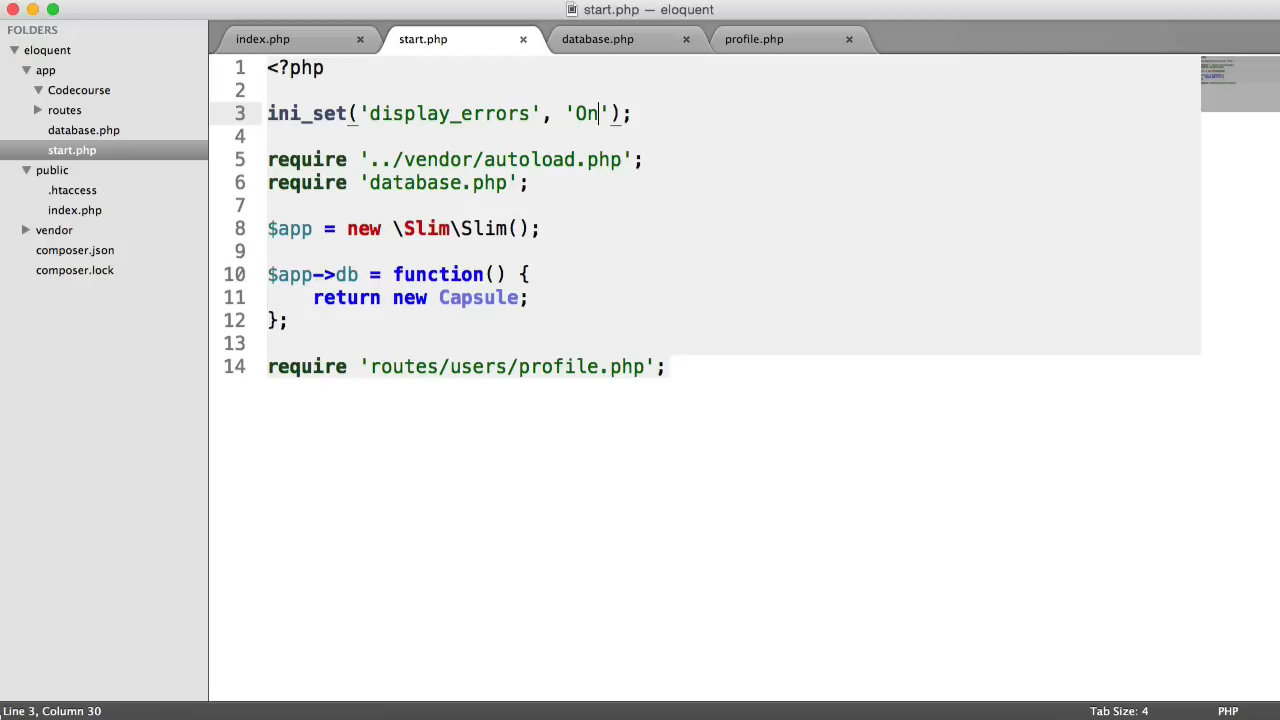 start.php — eloquent
FOLDERS
eloquent
app
Codecourse
routes
database.php
start.php
public
.htaccess
index.php
vendor
composer.json
composer.lock
index.php × start.php × database.php × profile.php ×
1 <?php
2
3 ini_set('display_errors', 'On');
4
5 require '../vendor/autoload.php';
6 require 'database.php';
7
8 $app = new \Slim\Slim();
9
10 $app->db = function() {
11 return new Capsule;
12 };
13
14 require 'routes/users/profile.php';
Line 3, Column 30 Tab Size: 4 PHP